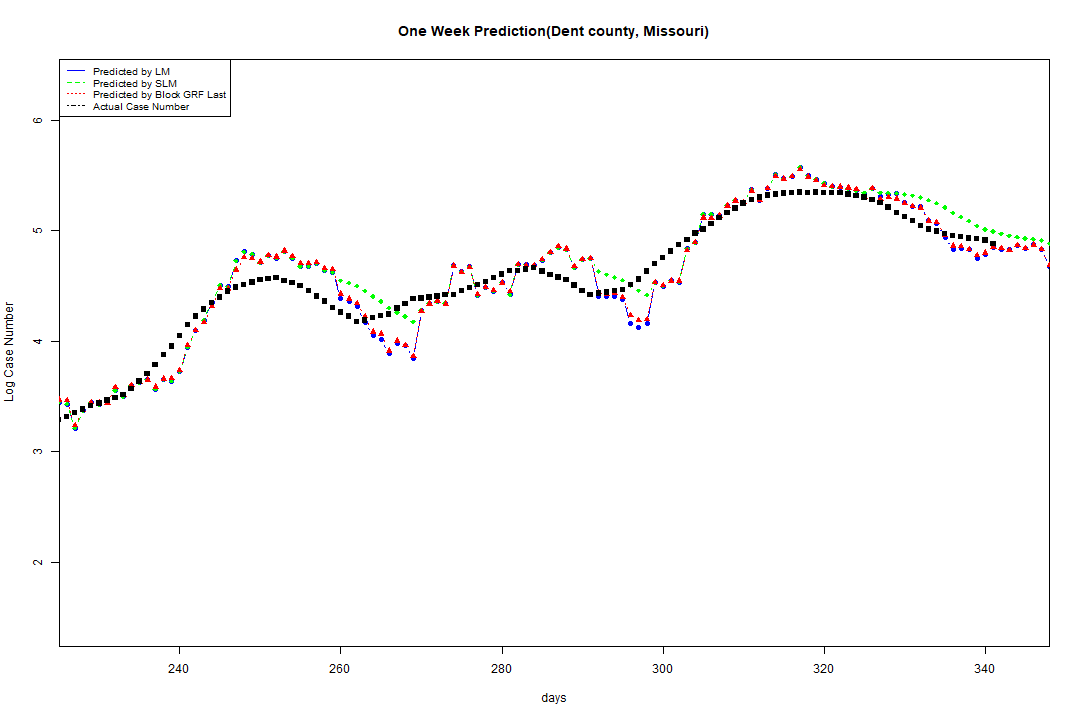 One Week Prediction(Dent county, Missouri)
Predicted by LM
Predicted by SLM
Predicted by Block GRF Last
Actual Case Number
6
5
4
3
2
Log Case Number
240 260 280 300 320 340
days